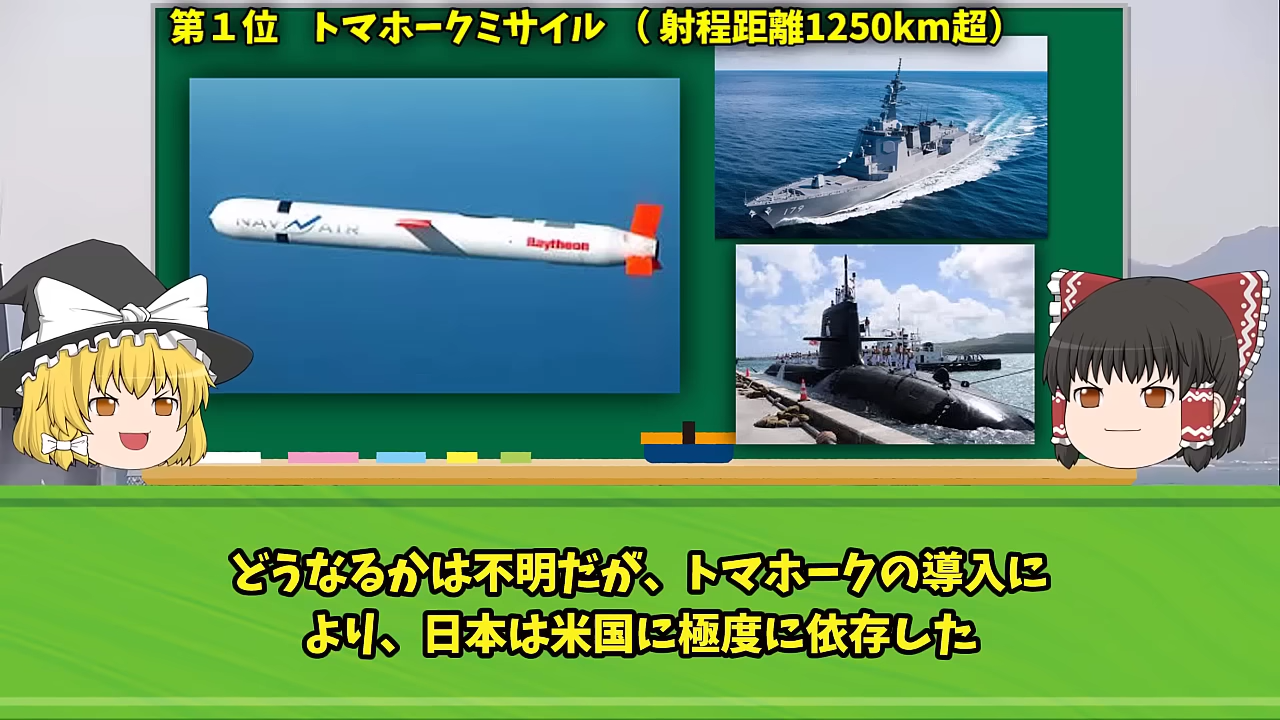 第１位　トマホークミサイル （ 射程距離1250km超）
NAVAIR
Raytheon
179
どうなるかは不明だが、トマホークの導入に
より、日本は米国に極度に依存した